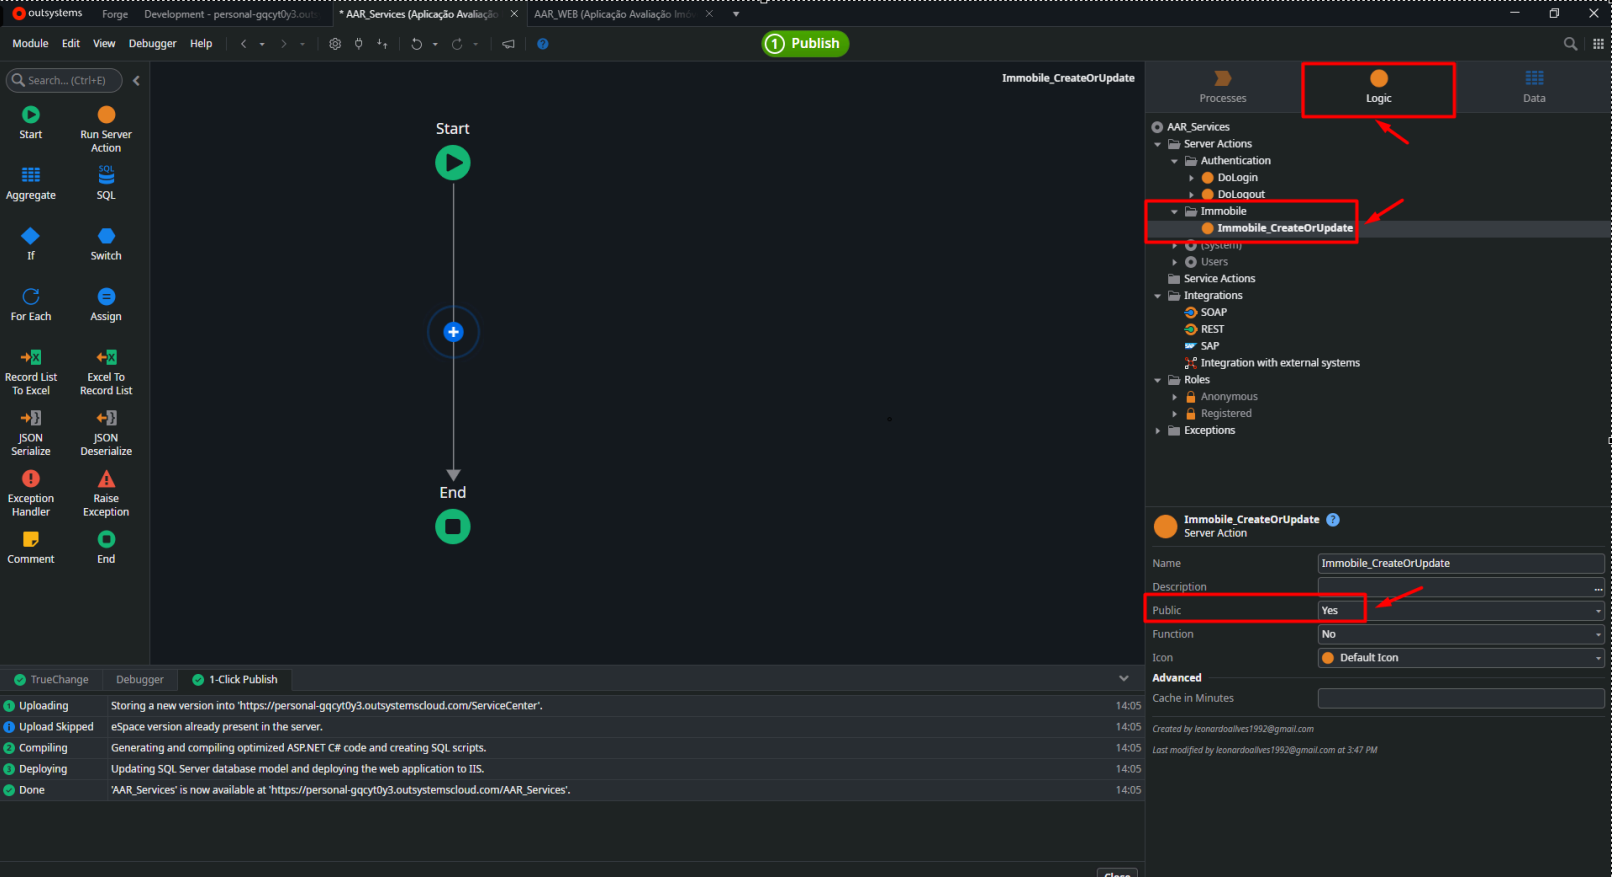 outsystems
Forge
Development - personal-gqcyt0y3.outs
* AAR_Services (Aplicação Avaliação
AAR_WEB (Aplicação Avaliação Imó
Module Edit View Debugger Help
1 Publish
Search... (Ctrl+E)
Start
Run Server
Action
Aggregate
SQL
SQL
If
Switch
For Each
Assign
Record List
To Excel
Excel To
Record List
JSON
Serialize
JSON
Deserialize
Exception
Handler
Raise
Exception
Comment
End
Immobile_CreateOrUpdate
Start
End
Processes
Logic
Data
AAR_Services
Server Actions
Authentication
DoLogin
DoLogout
Immobile
Immobile_CreateOrUpdate
(System)
Users
Service Actions
Integrations
SOAP
REST
SAP
Integration with external systems
Roles
Anonymous
Registered
Exceptions
Immobile_CreateOrUpdate ?
Server Action
Name Immobile_CreateOrUpdate
Description ...
Public Yes
Function No
Icon Default Icon
Advanced
Cache in Minutes
Created by leonardoallves1992@gmail.com
Last modified by leonardoallves1992@gmail.com at 3:47 PM
TrueChange Debugger 1-Click Publish
1 Uploading Storing a new version into 'https://personal-gqcyt0y3.outsystemscloud.com/ServiceCenter'. 14:05
Upload Skipped eSpace version already present in the server. 14:05
2 Compiling Generating and compiling optimized ASP.NET C# code and creating SQL scripts. 14:05
3 Deploying Updating SQL Server database model and deploying the web application to IIS. 14:05
Done 'AAR_Services' is now available at 'https://personal-gqcyt0y3.outsystemscloud.com/AAR_Services'. 14:05
Close